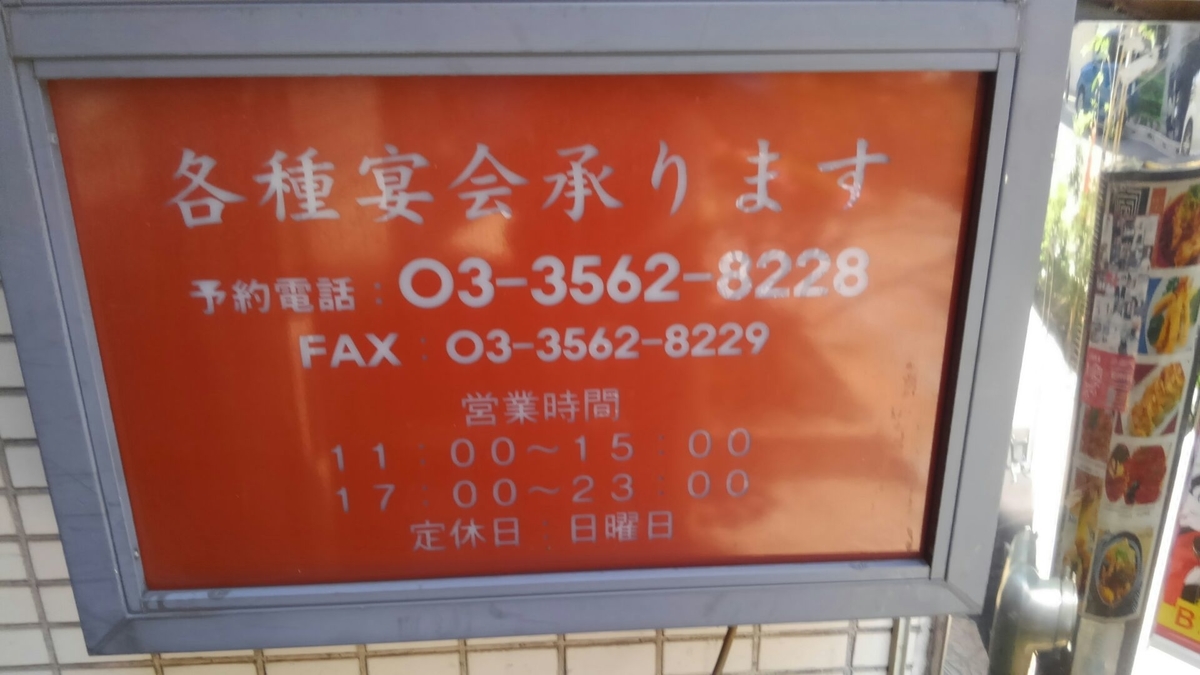 各種宴会承ります
予約電話:03-3562-8228
FAX:03-3562-8229
営業時間
11:00〜15:00
17:00〜23:00
定休日:日曜日